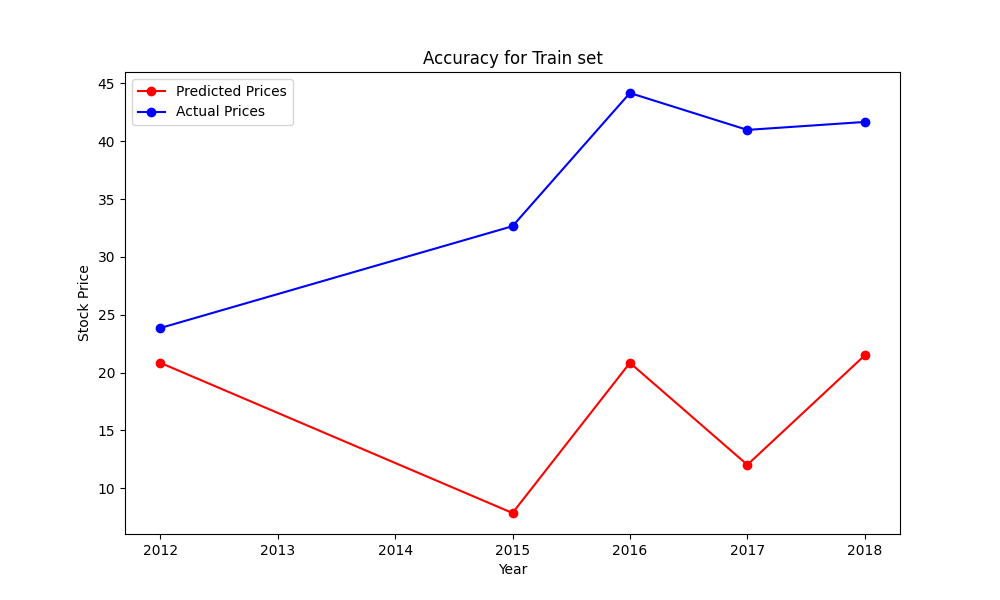 Accuracy for Train set
Predicted Prices
Actual Prices
45
40
35
30
25
20
15
10
Stock Price
2012 2013 2014 2015 2016 2017 2018
Year